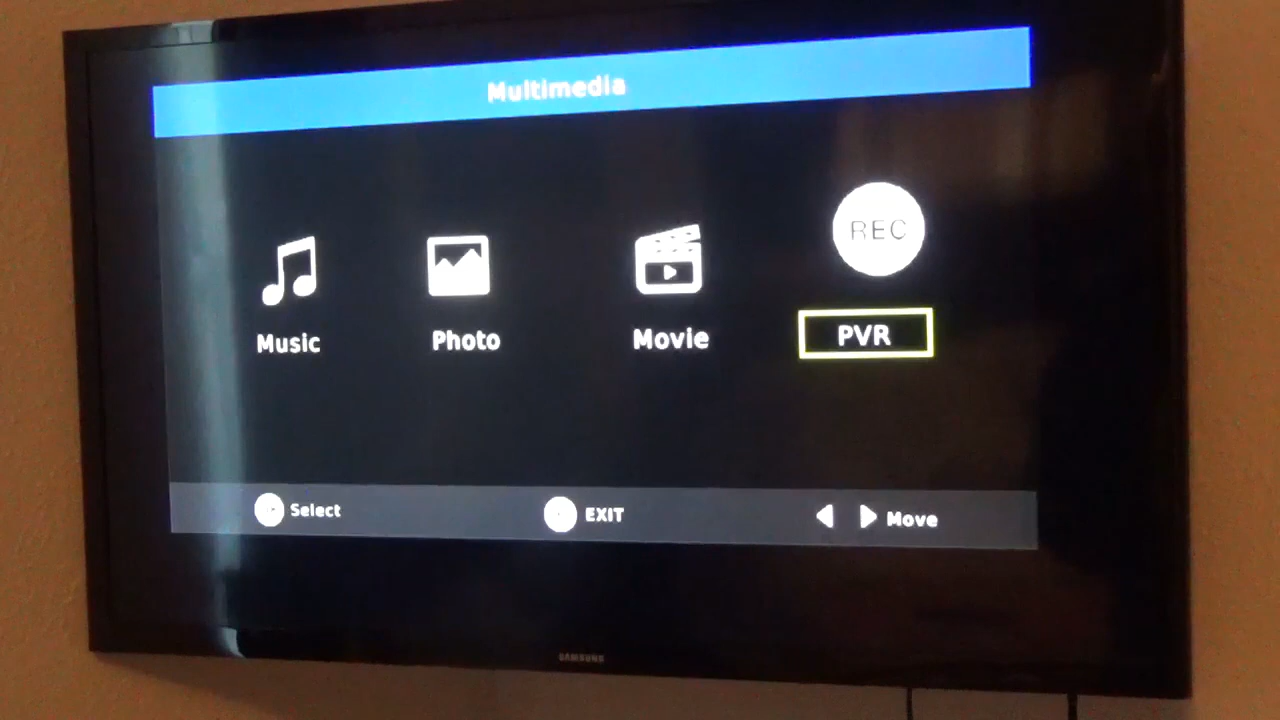 Multimedia
REC
Music
Photo
Movie
PVR
Select
EXIT
Move
SAMSUNG